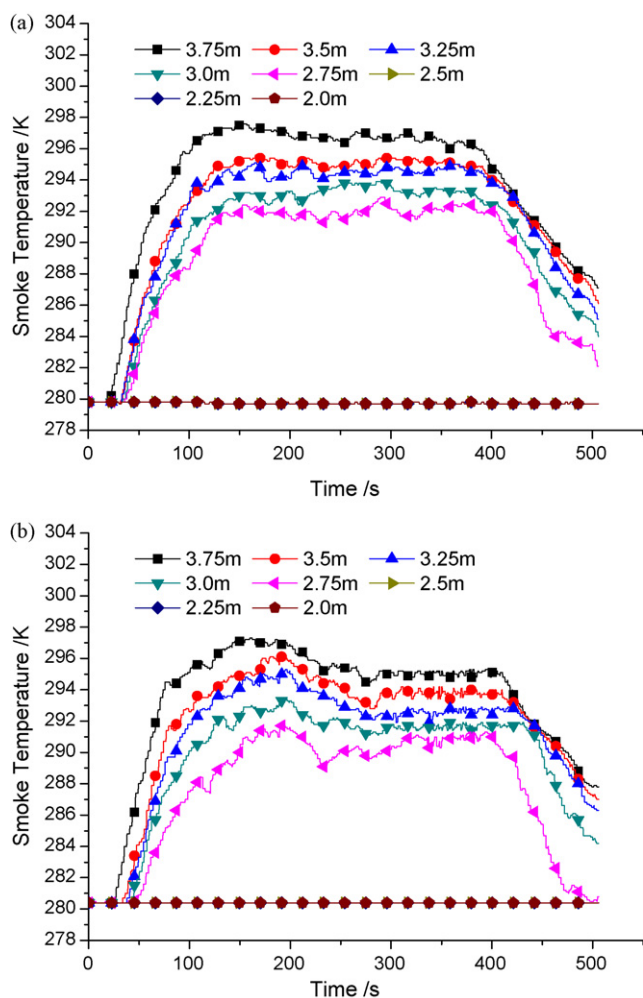 (a)
304
302
300
298
296
294
292
290
288
286
284
282
280
278
Smoke Temperature /K
3.75m 3.5m 3.25m
3.0m 2.75m 2.5m
2.25m 2.0m
0 100 200 300 400 500
Time /s
(b)
304
302
300
298
296
294
292
290
288
286
284
282
280
278
Smoke Temperature /K
3.75m 3.5m 3.25m
3.0m 2.75m 2.5m
2.25m 2.0m
0 100 200 300 400 500
Time /s